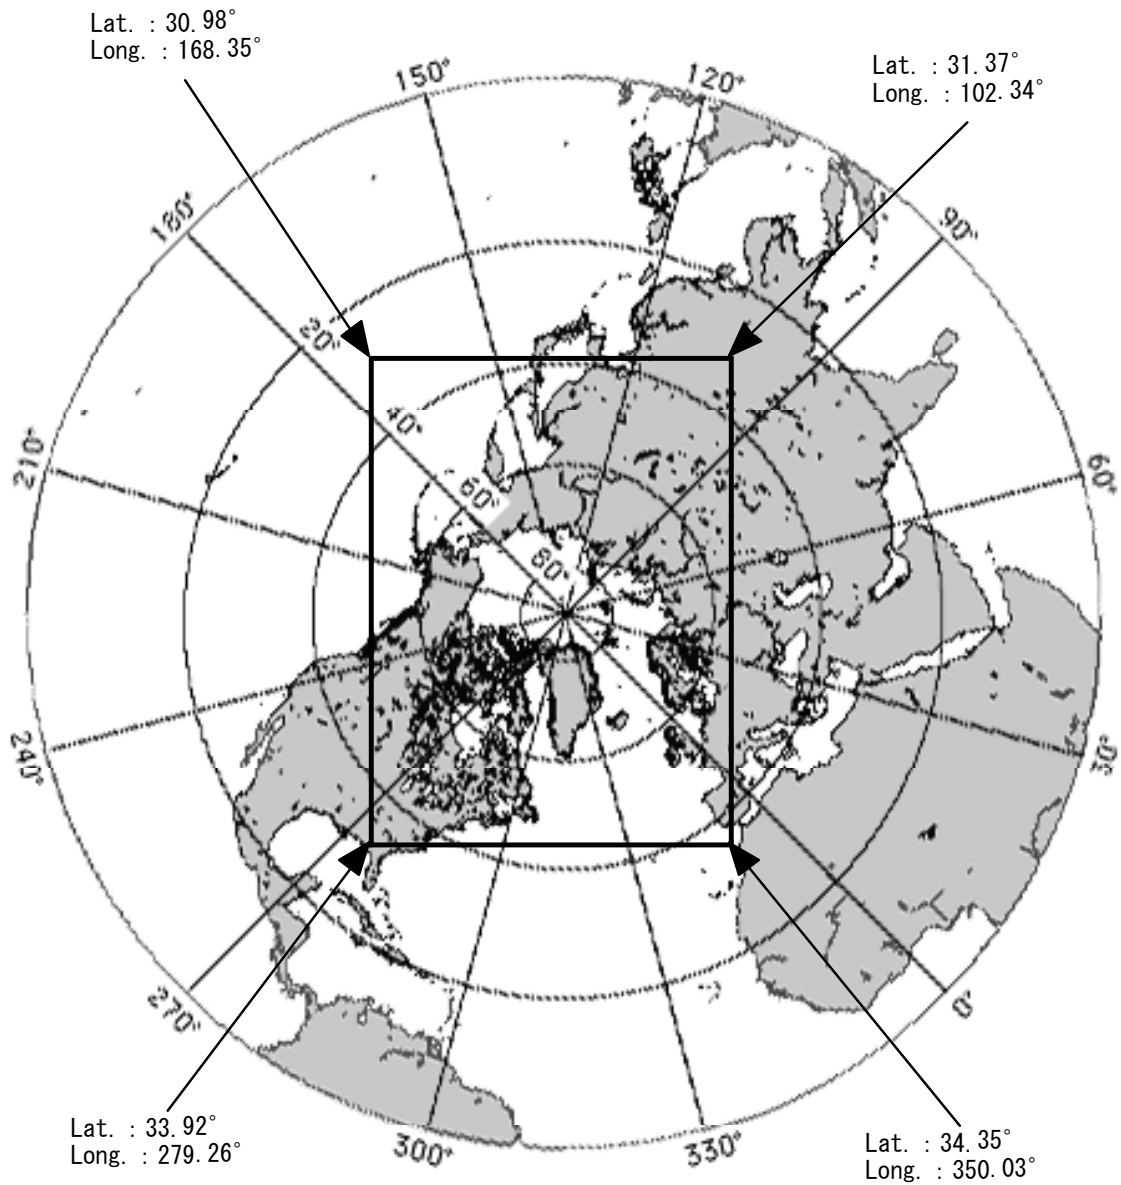 Lat. : 30.98°
Long. : 168.35°
Lat. : 31.37°
Long. : 102.34°
150°
120°
180°
90°
20°
40°
210°
60°
60°
80°
240°
30°
270°
0°
300°
330°
Lat. : 33.92°
Long. : 279.26°
Lat. : 34.35°
Long. : 350.03°